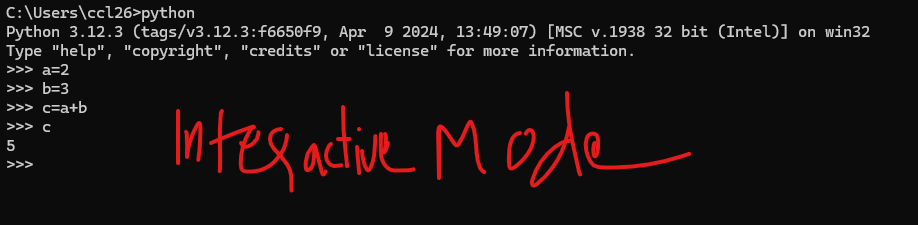 C:\Users\ccl26>python
Python 3.12.3 (tags/v3.12.3:f6650f9, Apr  9 2024, 13:49:07) [MSC v.1938 32 bit (Intel)] on win32
Type "help", "copyright", "credits" or "license" for more information.
>>> a=2
>>> b=3
>>> c=a+b
>>> c
5
>>>
Interactive Mode